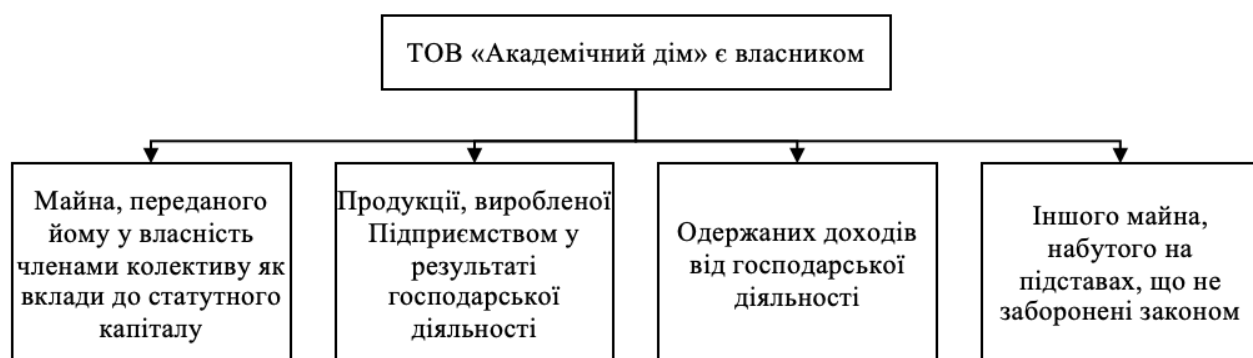 ТОВ «Академічний дім» є власником
Майна, переданого
йому у власність
членами колективу як
вклади до статутного
капіталу
Продукції, виробленої
Підприємством у
результаті
господарської
діяльності
Одержаних доходів
від господарської
діяльності
Іншого майна,
набутого на
підставах, що не
заборонені законом